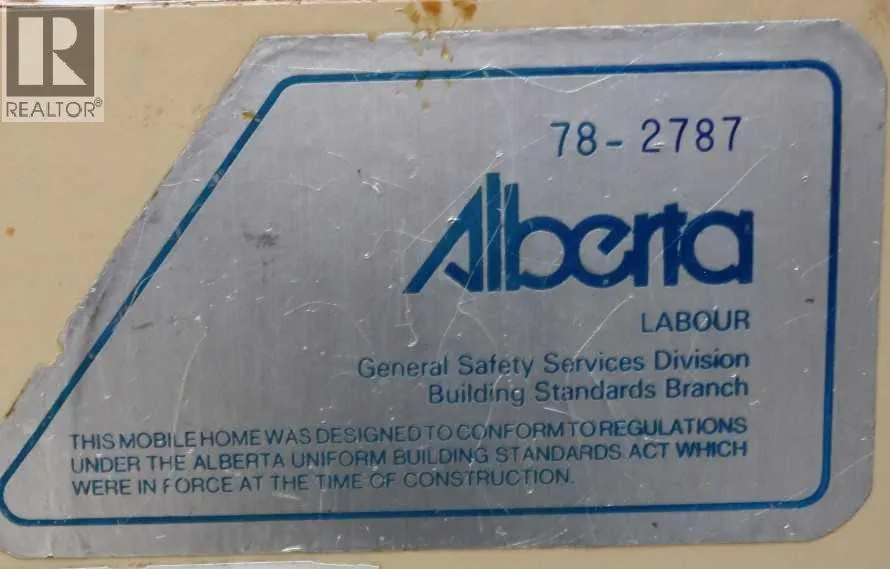 REALTOR®
78-2787
Alberta
LABOUR
General Safety Services Division
Building Standards Branch
THIS MOBILE HOME WAS DESIGNED TO CONFORM TO REGULATIONS
UNDER THE ALBERTA UNIFORM BUILDING STANDARDS ACT WHICH
WERE IN FORCE AT THE TIME OF CONSTRUCTION.